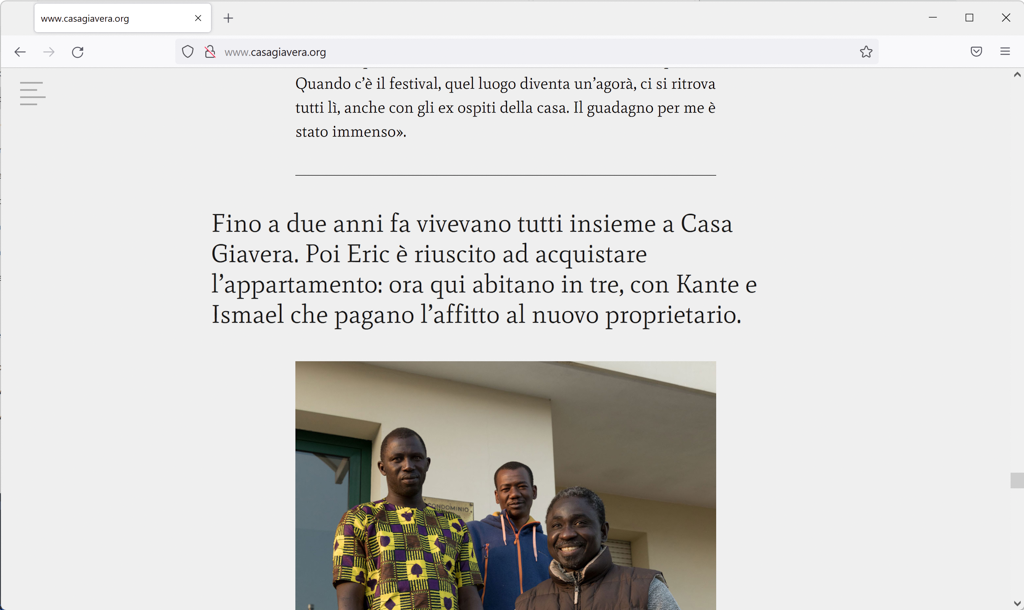 www.casagiavera.org
www.casagiavera.org
Quando c’è il festival, quel luogo diventa un’agorà, ci si ritrova
tutti lì, anche con gli ex ospiti della casa. Il guadagno per me è
stato immenso».
Fino a due anni fa vivevano tutti insieme a Casa
Giavera. Poi Eric è riuscito ad acquistare
l’appartamento: ora qui abitano in tre, con Kante e
Ismael che pagano l’affitto al nuovo proprietario.
CONDOMINIO